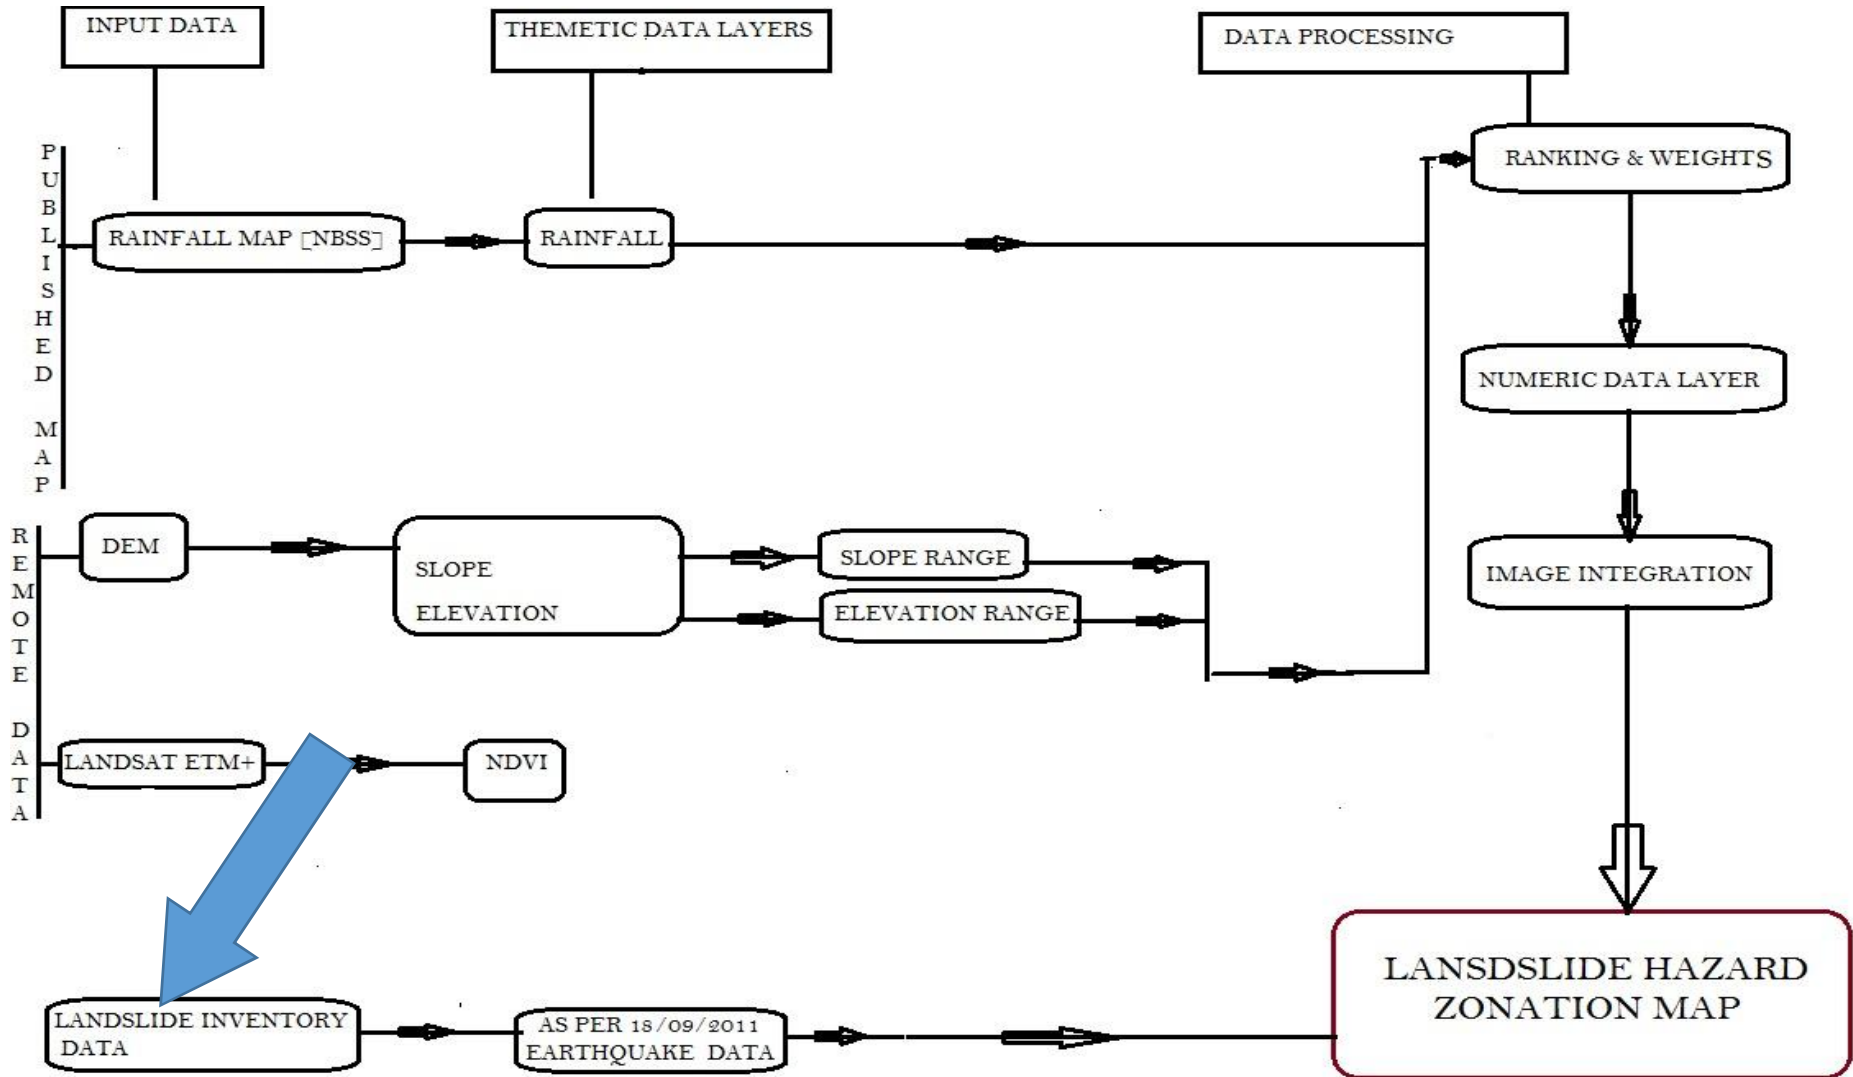 INPUT DATA
THEMETIC DATA LAYERS
DATA PROCESSING
PUBLISHED MAP
RANKING & WEIGHTS
RAINFALL MAP [NBSS]
RAINFALL
NUMERIC DATA LAYER
REMOTE DATA
DEM
SLOPE
ELEVATION
SLOPE RANGE
ELEVATION RANGE
IMAGE INTEGRATION
LANDSAT ETM+
NDVI
LANDSLIDE INVENTORY
DATA
AS PER 18/09/2011
EARTHQUAKE DATA
LANSDSLIDE HAZARD
ZONATION MAP